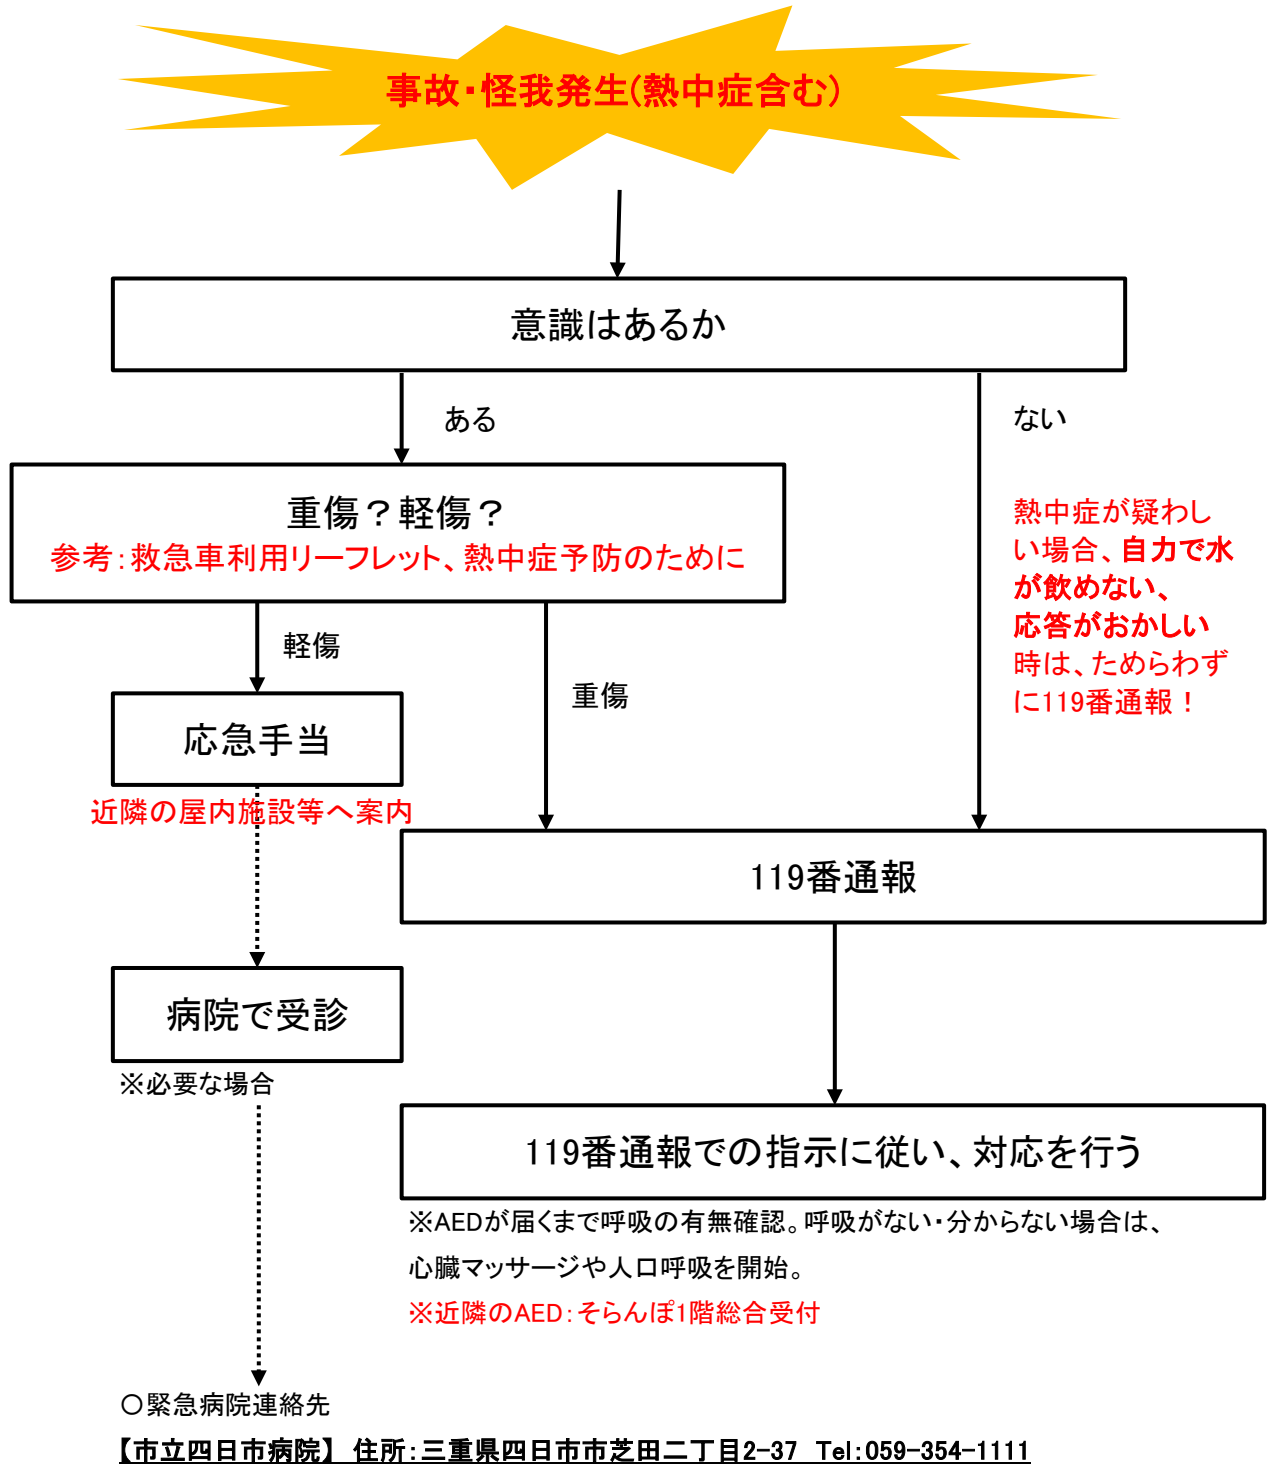 事故・怪我発生(熱中症含む)
意識はあるか
ある
ない
重傷？軽傷？
参考：救急車利用リーフレット、熱中症予防のために
熱中症が疑わし
い場合、自力で水
が飲めない、
応答がおかしい
時は、ためらわず
に119番通報！
軽傷
重傷
応急手当
近隣の屋内施設等へ案内
119番通報
病院で受診
※必要な場合
119番通報での指示に従い、対応を行う
※AEDが届くまで呼吸の有無確認。呼吸がない・分からない場合は、
心臓マッサージや人口呼吸を開始。
※近隣のAED：そらんぽ1階総合受付
〇緊急病院連絡先
【市立四日市病院】 住所：三重県四日市市芝田二丁目2-37 Tel：059-354-1111